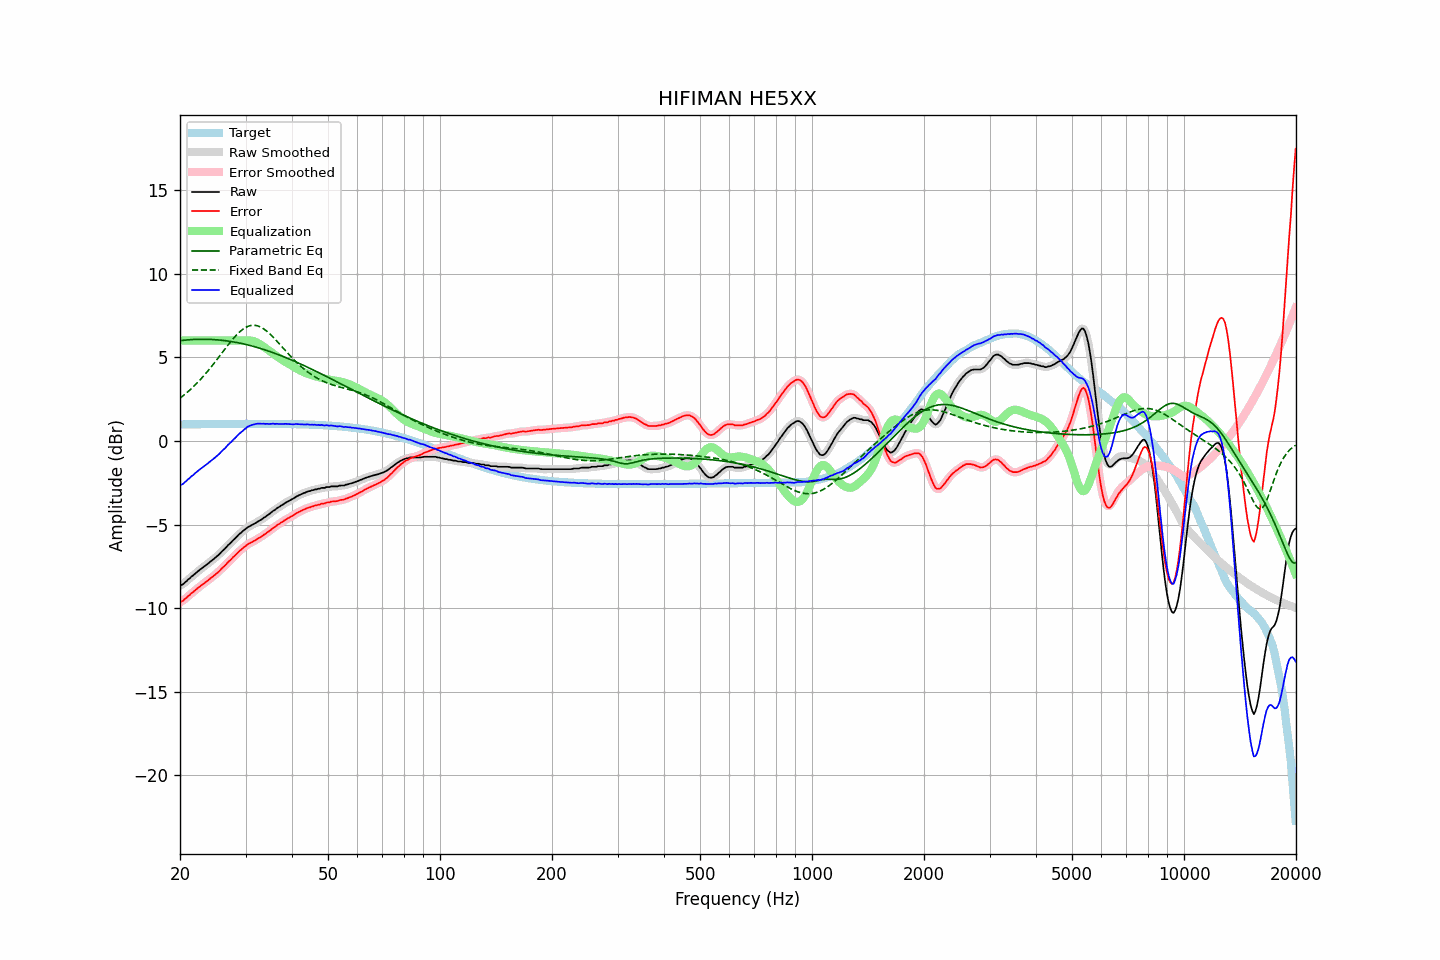 HIFIMAN HE5XX
Target
Raw Smoothed
Error Smoothed
Raw
Error
Equalization
Parametric Eq
Fixed Band Eq
Equalized
15
10
5
0
−5
−10
−15
−20
Amplitude (dBr)
20
50
100
200
500
1000
2000
5000
10000
20000
Frequency (Hz)